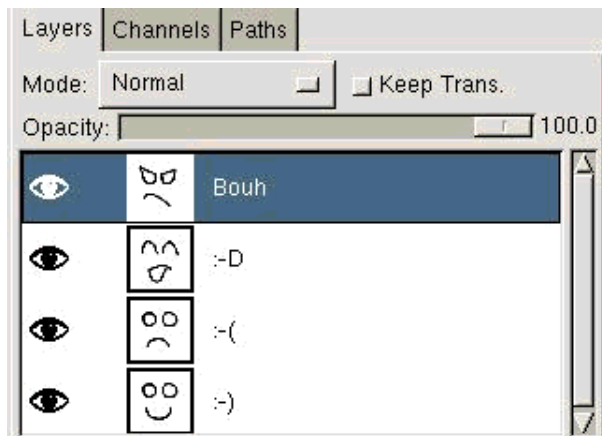 Layers Channels Paths
Mode: Normal Keep Trans.
Opacity: 100.0
Bouh
:-D
:-(
:-)